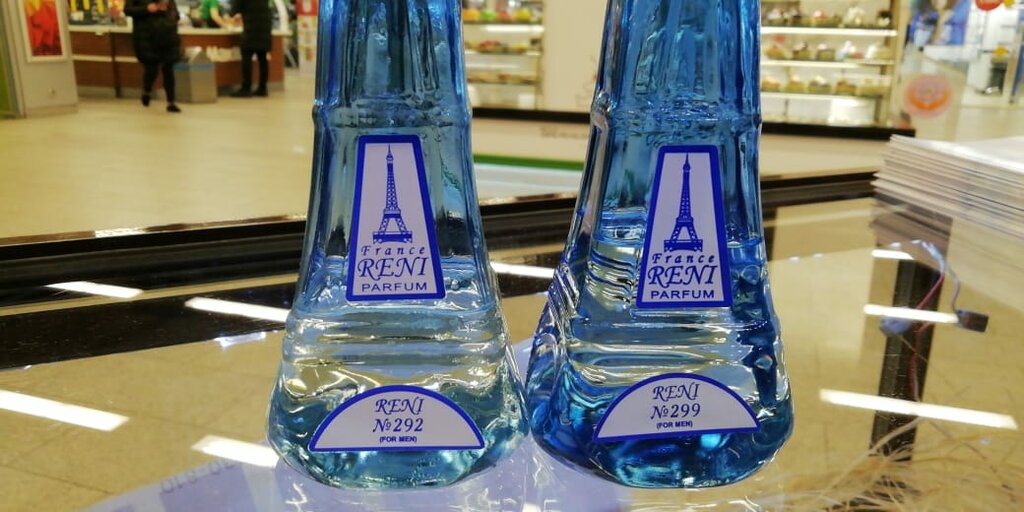 France
RENI
PARFUM
RENI
№292
(FOR MEN)
France
RENI
PARFUM
RENI
№299
(FOR MEN)